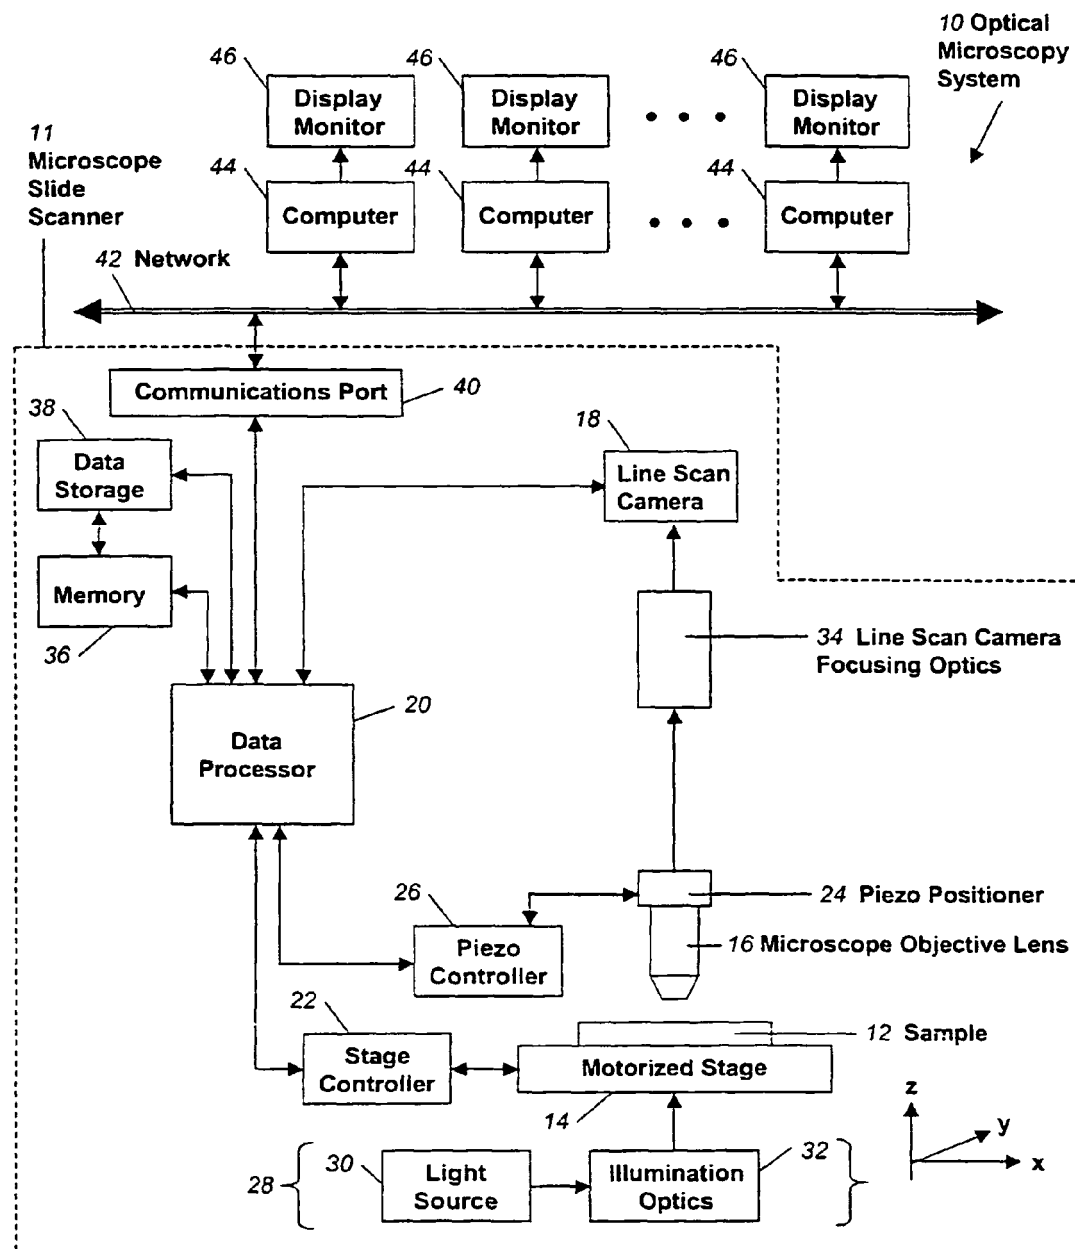 10 Optical
Microscopy
System
46
46
46
Display
Monitor
Display
Monitor
Display
Monitor
11
Microscope
Slide
Scanner
44
44
44
Computer
Computer
Computer
42 Network
Communications Port
40
38
Data
Storage
18
Line Scan
Camera
Memory
36
34 Line Scan Camera
Focusing Optics
20
Data
Processor
26
24 Piezo Positioner
Piezo
Controller
16 Microscope Objective Lens
22
12 Sample
Stage
Controller
Motorized Stage
14
z
y
x
28
30
Light
Source
Illumination
Optics
32